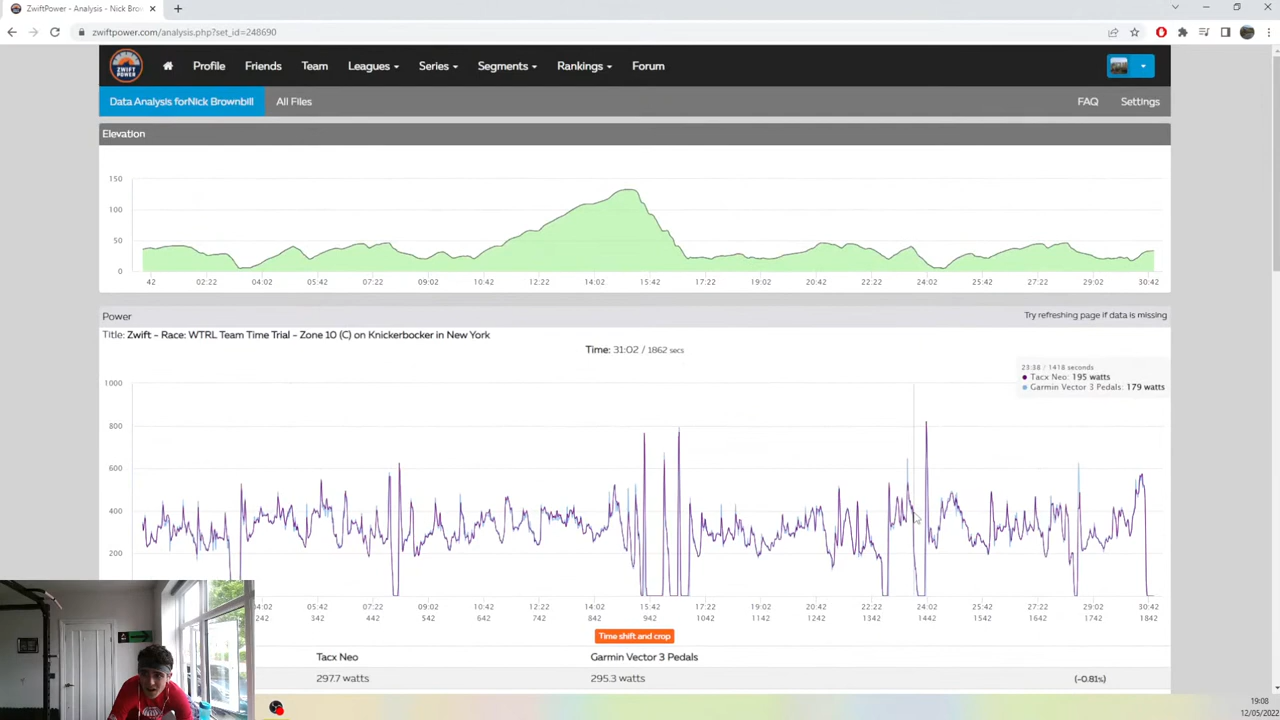 ZwiftPower - Analysis - Nick Brow
zwiftpower.com/analysis.php?set_id=248690
ZWIFT POWER
Profile Friends Team Leagues Series Segments Rankings Forum
Data Analysis forNick Brownbill All Files FAQ Settings
Elevation
150
100
50
0
42 02:22 04:02 05:42 07:22 09:02 10:42 12:22 14:02 15:42 17:22 19:02 20:42 22:22 24:02 25:42 27:22 29:02 30:42
Power Try refreshing page if data is missing
Title: Zwift - Race: WTRL Team Time Trial - Zone 10 (C) on Knickerbocker in New York
Time: 31:02 / 1862 secs
23:38 / 1418 seconds
Tacx Neo: 195 watts
Garmin Vector 3 Pedals: 179 watts
1000
800
600
400
200
04:02 05:42 07:22 09:02 10:42 12:22 14:02 15:42 17:22 19:02 20:42 22:22 24:02 25:42 27:22 29:02 30:42
242 342 442 542 642 742 842 942 1042 1142 1242 1342 1442 1542 1642 1742 1842
Time shift and crop
Tacx Neo Garmin Vector 3 Pedals
297.7 watts 295.3 watts (-0.81%)
19:08
12/05/2022